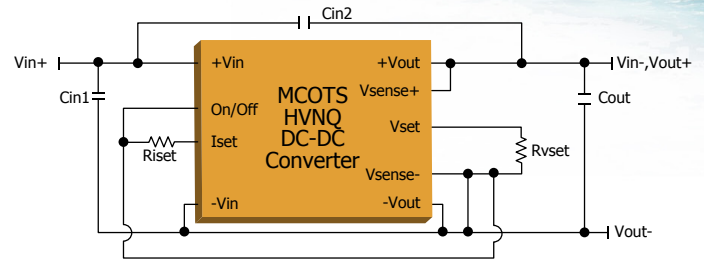 Cin2
Vin+
+Vin
+Vout
Vin-,Vout+
Vsense+
Cin1
MCOTS
HVNQ
DC-DC
Converter
Cout
On/Off
Vset
Iset
Riset
Rvset
Vsense-
-Vin
-Vout
Vout-